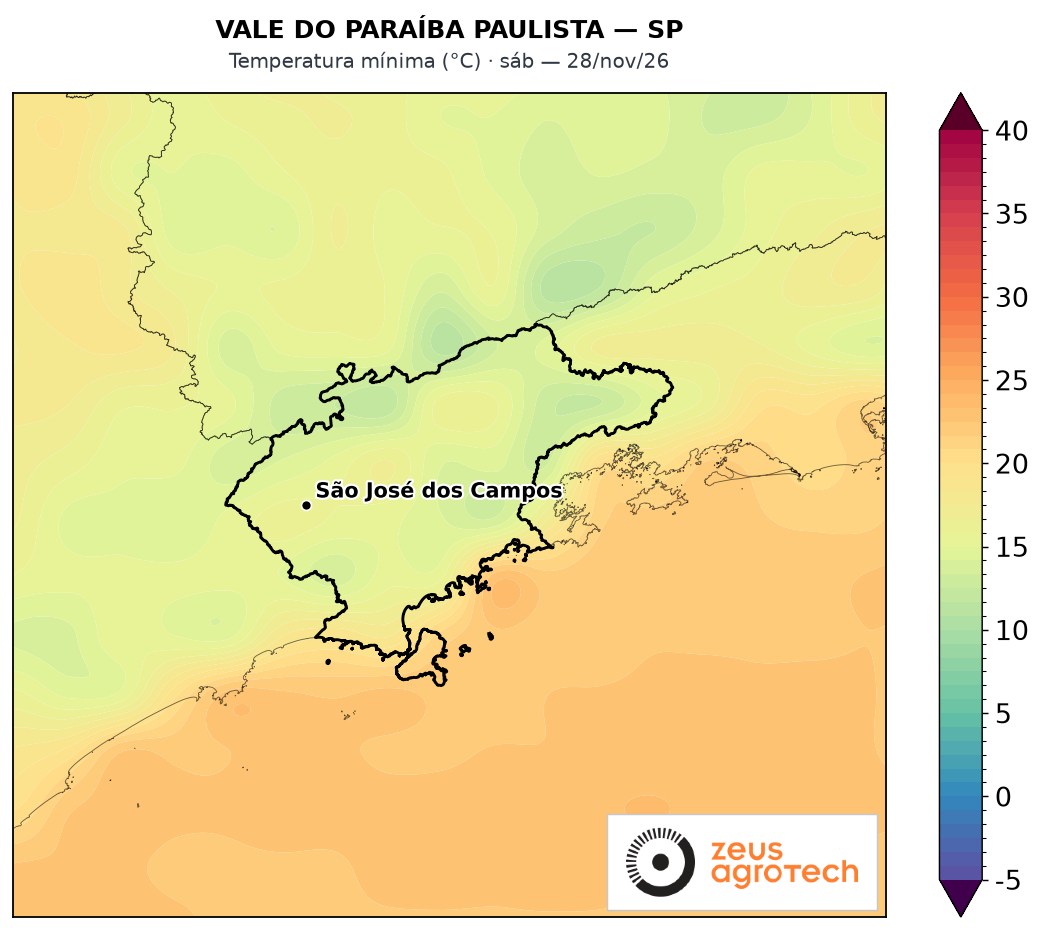 VALE DO PARAÍBA PAULISTA — SP
Temperatura mínima (°C) · sáb — 28/nov/26
São José dos Campos
40
35
30
25
20
15
10
5
0
-5
zeus
agrotech